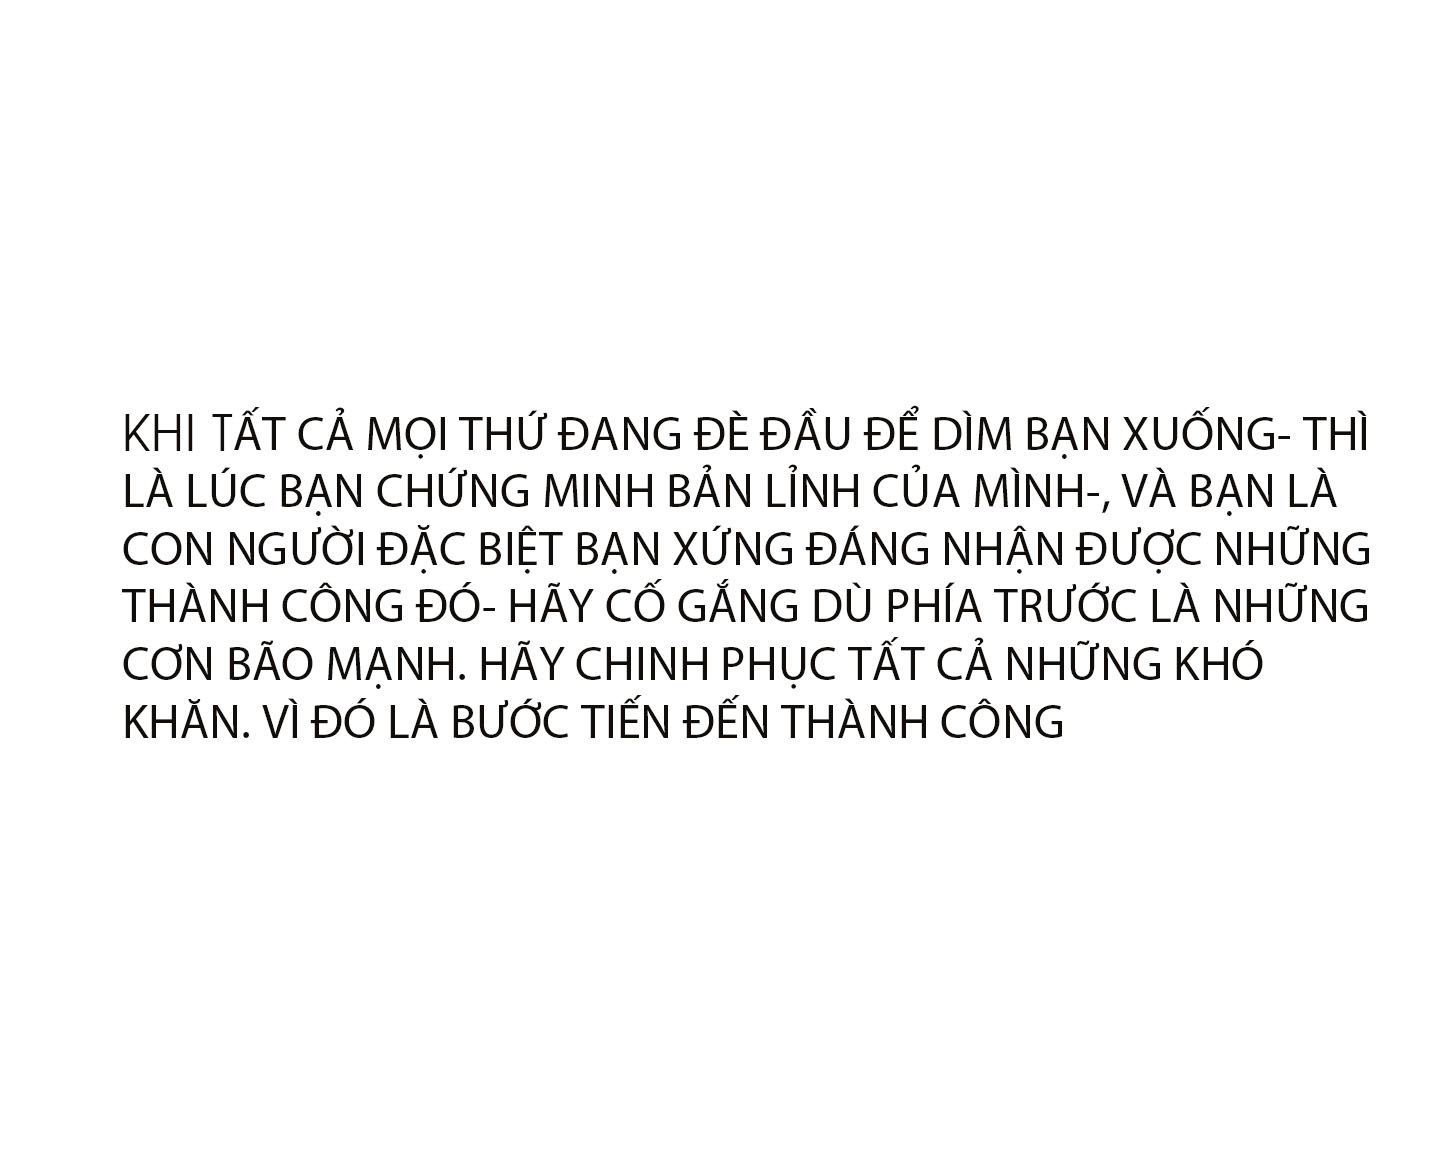 KHI TẤT CẢ MỌI THỨ ĐANG ĐÈ ĐẦU ĐỂ DÌM BẠN XUỐNG- THÌ
LÀ LÚC BẠN CHỨNG MINH BẢN LỈNH CỦA MÌNH-, VÀ BẠN LÀ
CON NGƯỜI ĐẶC BIỆT BẠN XỨNG ĐÁNG NHẬN ĐƯỢC NHỮNG
THÀNH CÔNG ĐÓ- HÃY CỐ GẮNG DÙ PHÍA TRƯỚC LÀ NHỮNG
CƠN BÃO MẠNH. HÃY CHINH PHỤC TẤT CẢ NHỮNG KHÓ
KHĂN. VÌ ĐÓ LÀ BƯỚC TIẾN ĐẾN THÀNH CÔNG